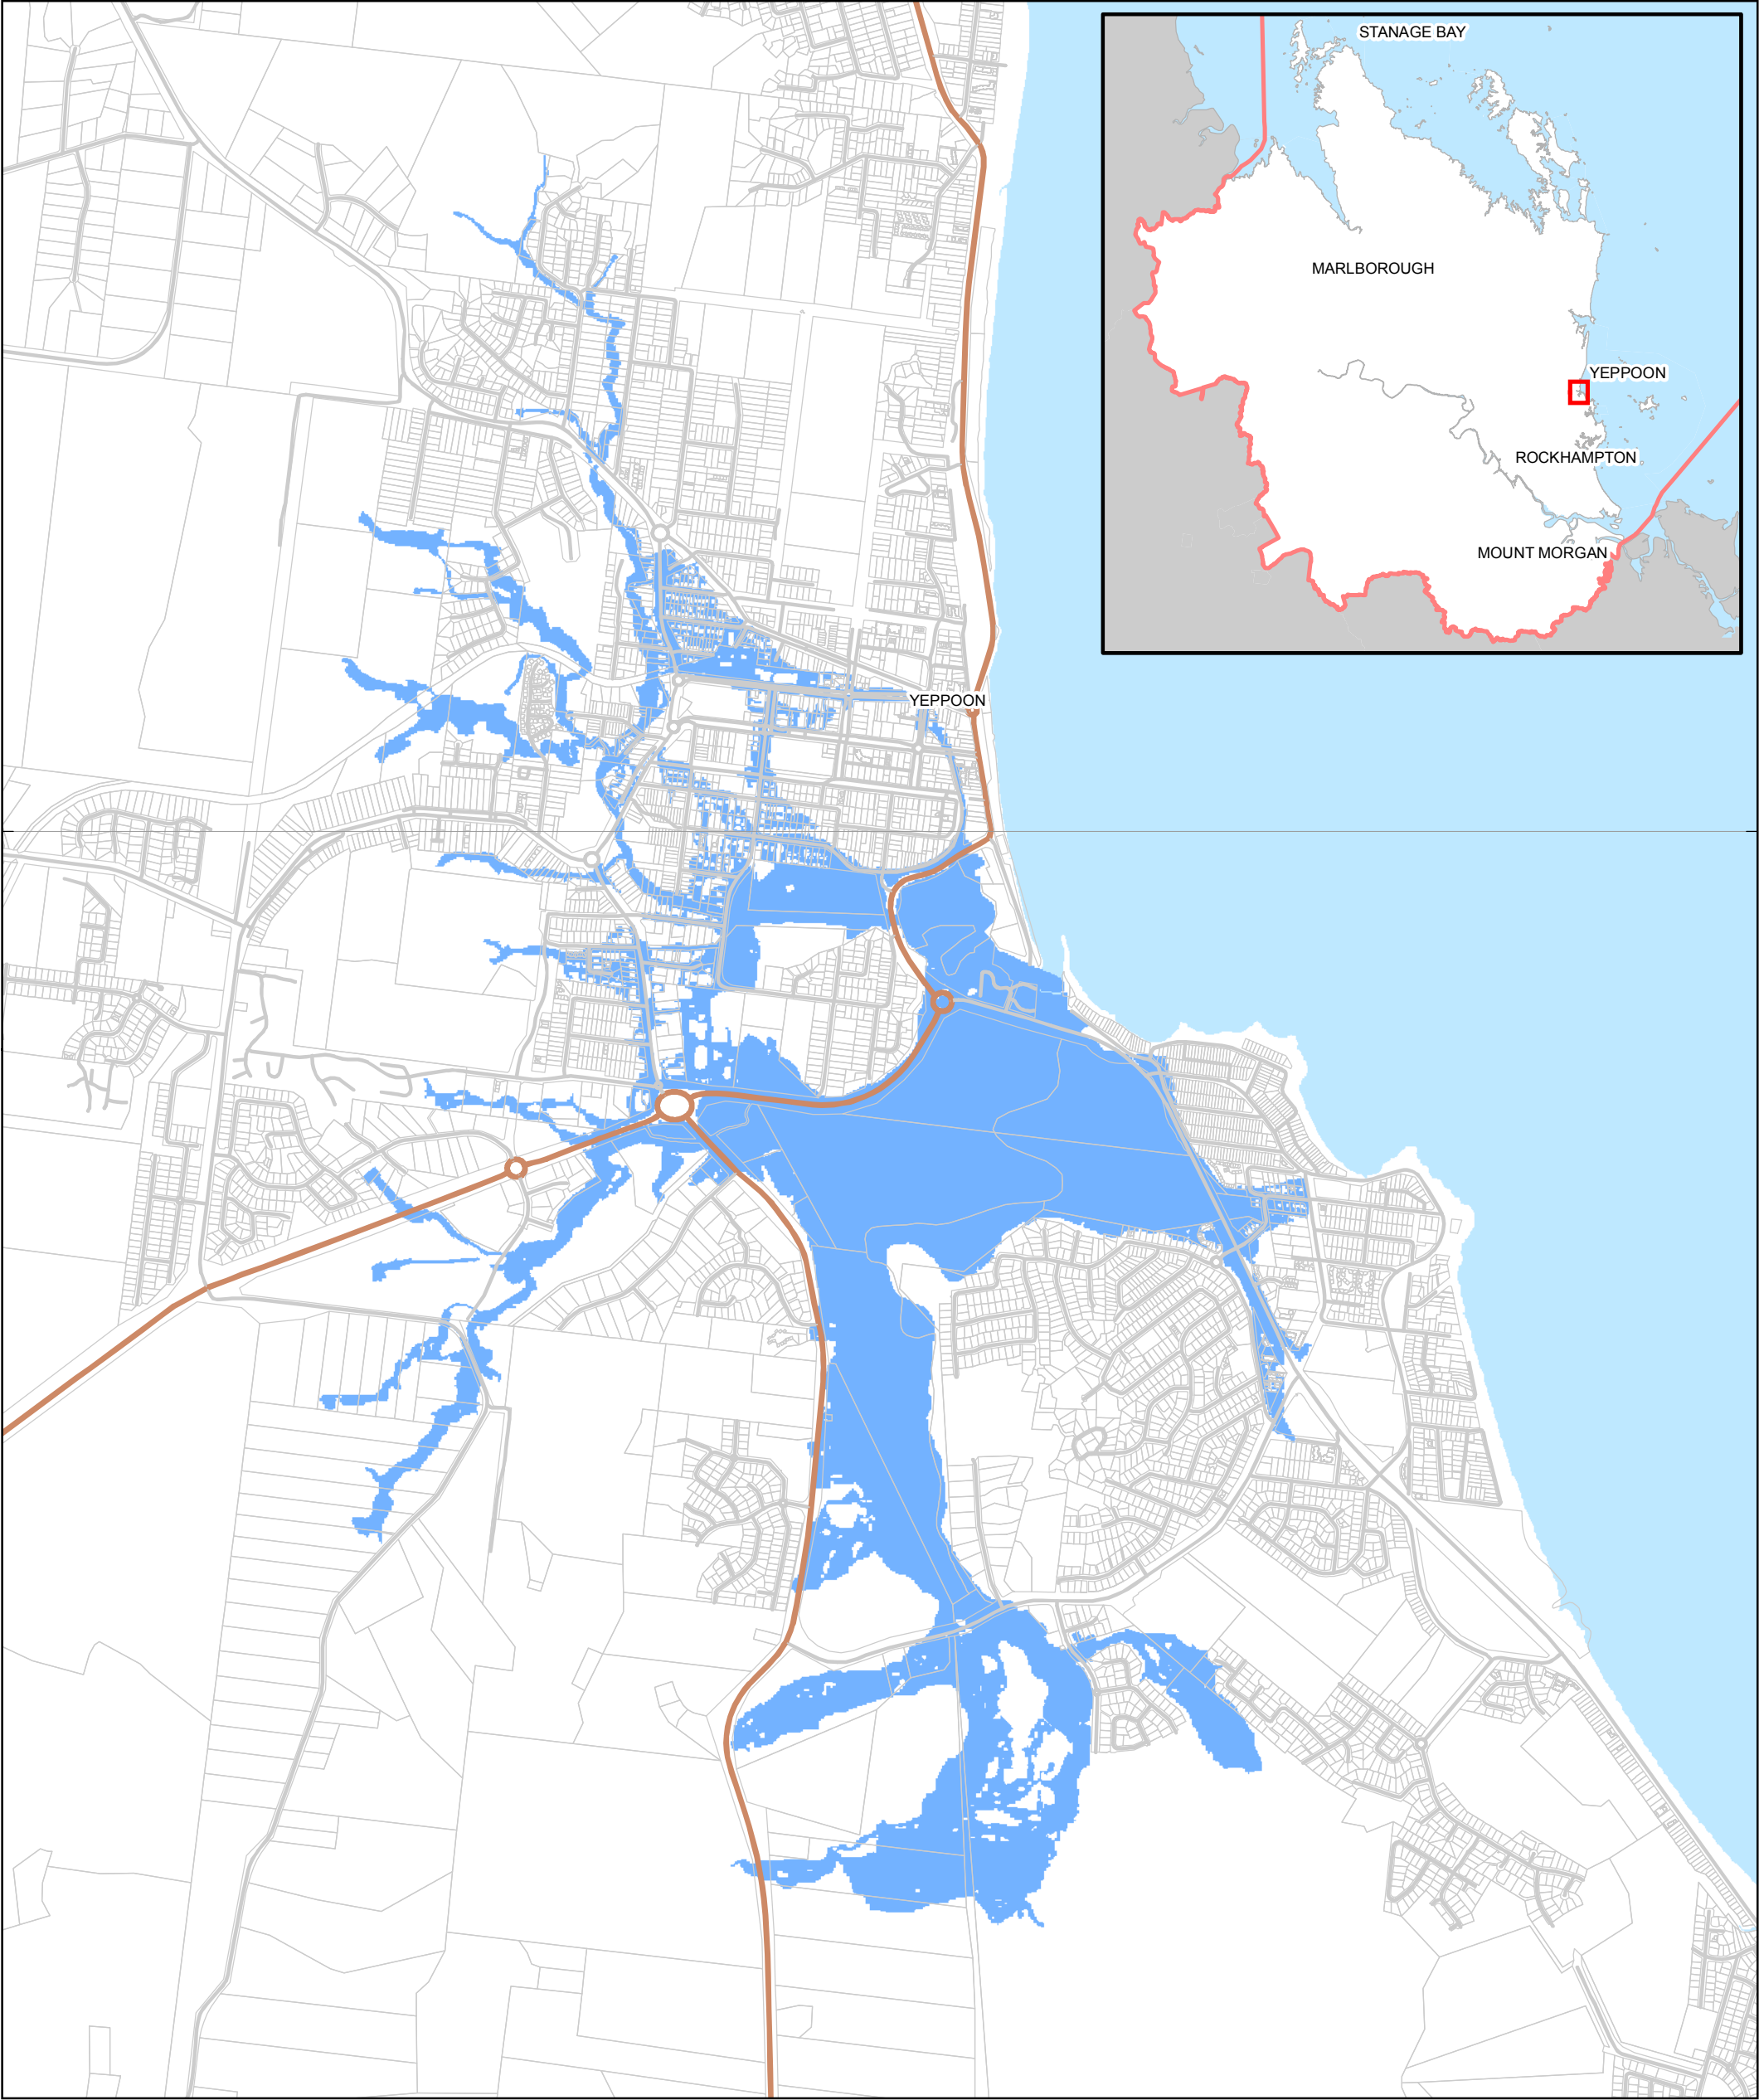 STANAGE BAY
MARLBOROUGH
YEPPOON
ROCKHAMPTON
MOUNT MORGAN
YEPPOON